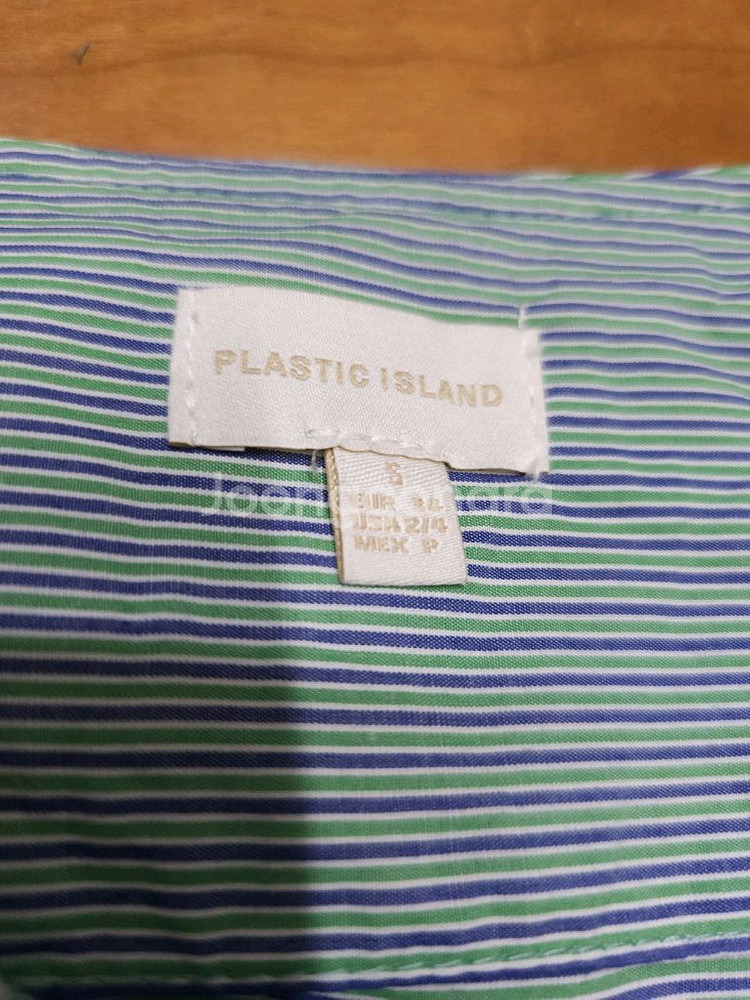 PLASTIC ISLAND
S
EUR 34
USA 2/4
MEX P